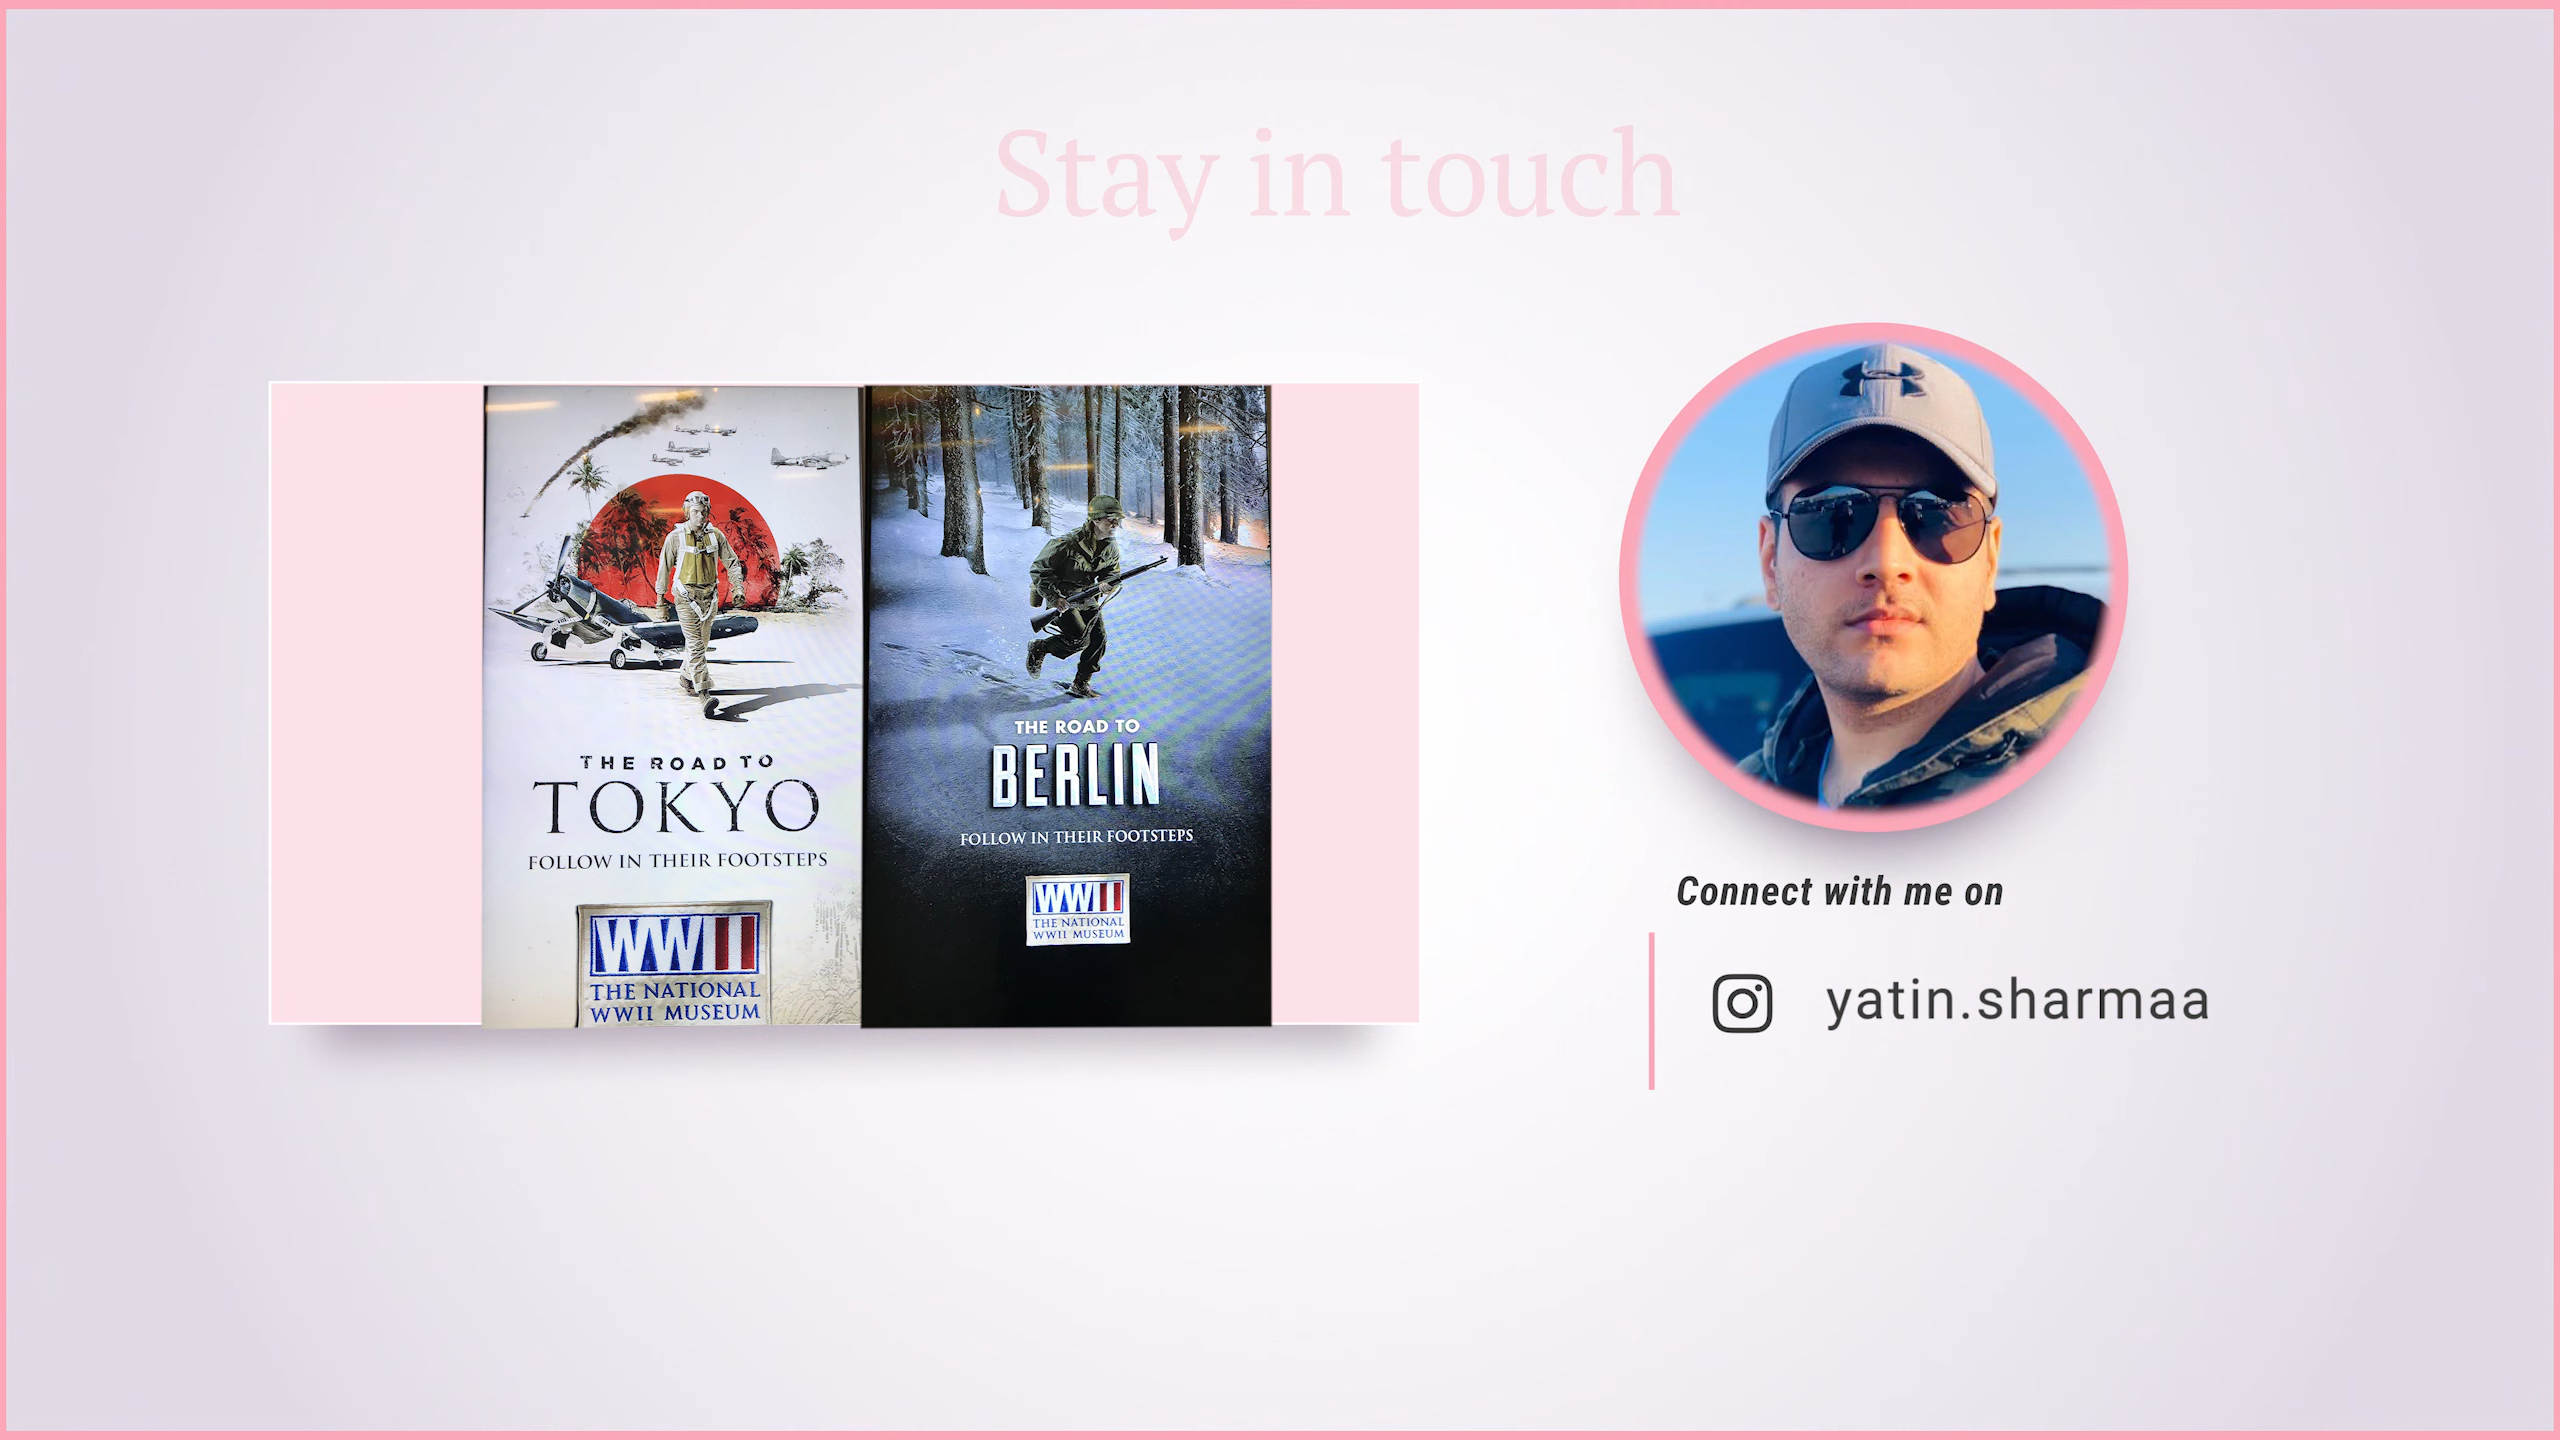 Stay in touch
THE ROAD TO
TOKYO
FOLLOW IN THEIR FOOTSTEPS
WWII
THE NATIONAL
WWII MUSEUM
THE ROAD TO
BERLIN
FOLLOW IN THEIR FOOTSTEPS
WWII
THE NATIONAL
WWII MUSEUM
Connect with me on
yatin.sharmaa